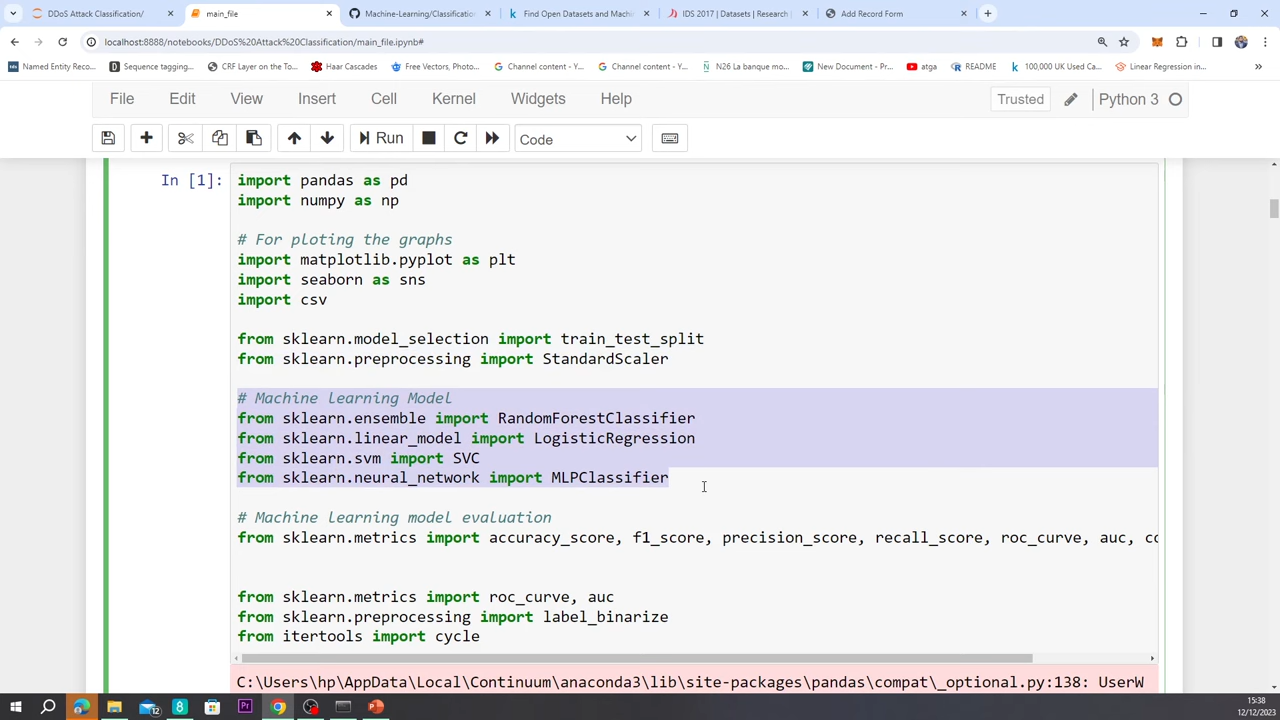 DDoS Attack Classification/
main_file
Machine-Learning/Classification
Find Open Datasets and Machin
IDS 2017 | Datasets | Research
Add Record Form
localhost:8888/notebooks/DDoS%20Attack%20Classification/main_file.ipynb#
Named Entity Reco...
Sequence tagging...
CRF Layer on the To...
Haar Cascades
Free Vectors, Photo...
Channel content - Y...
Channel content - Y...
N26 La banque mo...
New Document - Pr...
atga
README
100,000 UK Used Ca...
Linear Regression in...
File Edit View Insert Cell Kernel Widgets Help
Trusted
Python 3
Run
Code
In [1]:
import pandas as pd
import numpy as np
# For ploting the graphs
import matplotlib.pyplot as plt
import seaborn as sns
import csv
from sklearn.model_selection import train_test_split
from sklearn.preprocessing import StandardScaler
# Machine learning Model
from sklearn.ensemble import RandomForestClassifier
from sklearn.linear_model import LogisticRegression
from sklearn.svm import SVC
from sklearn.neural_network import MLPClassifier
# Machine learning model evaluation
from sklearn.metrics import accuracy_score, f1_score, precision_score, recall_score, roc_curve, auc, co
from sklearn.metrics import roc_curve, auc
from sklearn.preprocessing import label_binarize
from itertools import cycle
C:\Users\hp\AppData\Local\Continuum\anaconda3\lib\site-packages\pandas\compat\_optional.py:138: UserW
15:38
12/12/2023